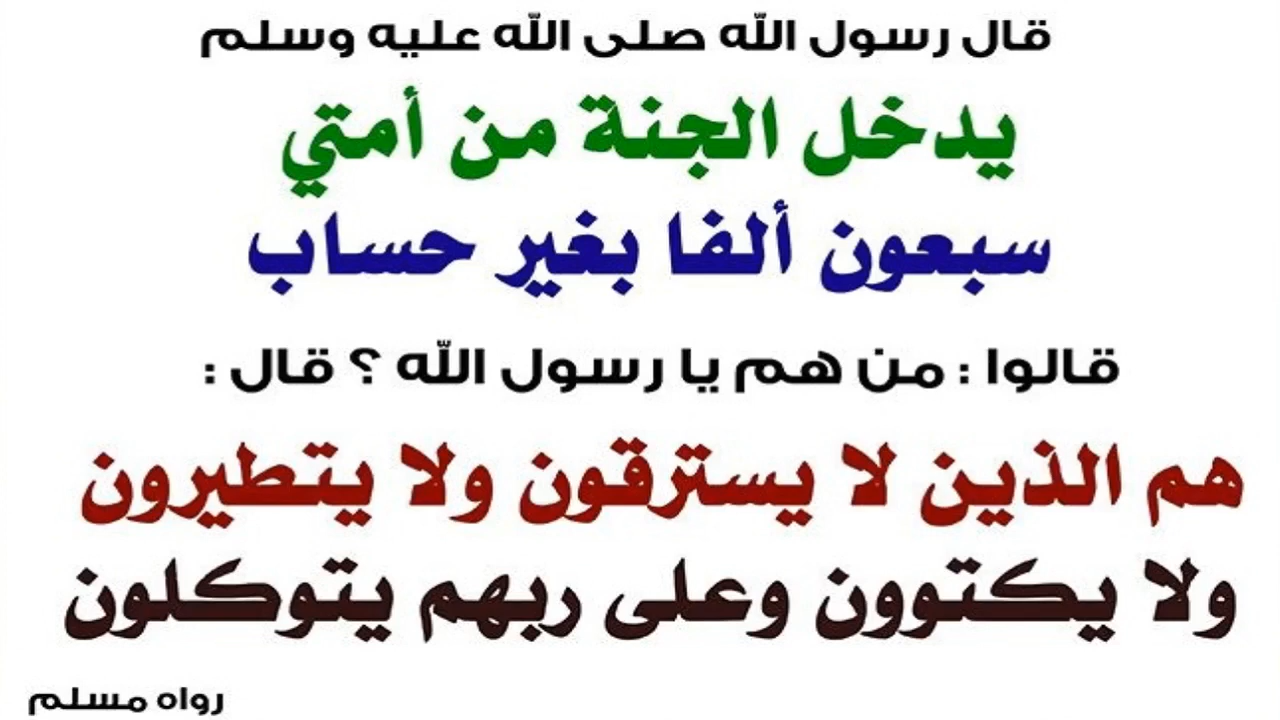 قال رسول الله صلى الله عليه وسلم
يدخل الجنة من أمتي
سبعون ألفا بغير حساب
قالوا : من هم يا رسول الله ؟ قال :
هم الذين لا يسترقون ولا يتطيرون
ولا يكتوون وعلى ربهم يتوكلون
رواه مسلم